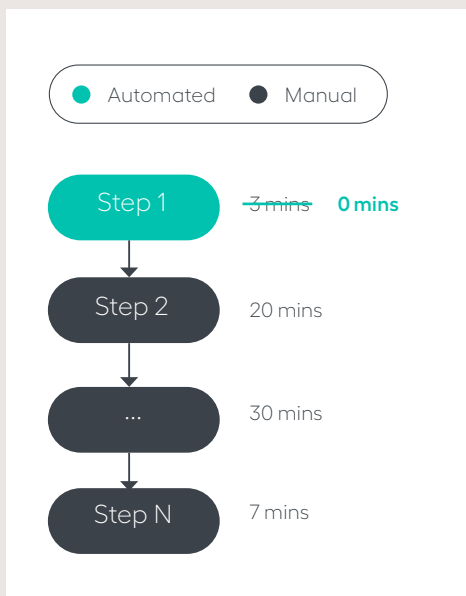 Automated Manual
Step 1 3 mins 0 mins
Step 2 20 mins
... 30 mins
Step N 7 mins